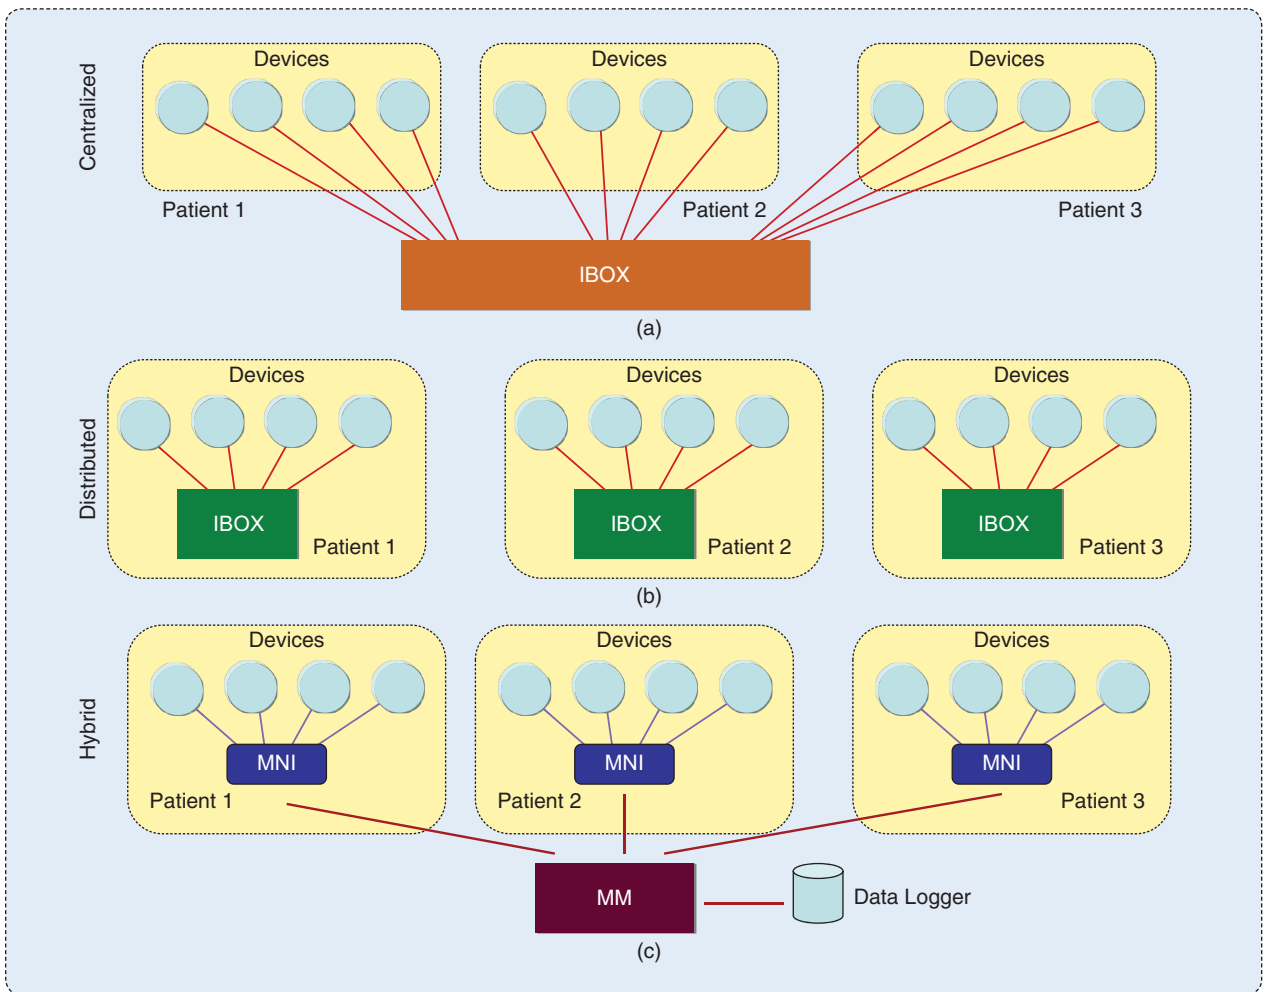 Centralized
Devices
Devices
Devices
Patient 1
Patient 2
Patient 3
IBOX
(a)
Distributed
Devices
Devices
Devices
IBOX
Patient 1
IBOX
Patient 2
IBOX
Patient 3
(b)
Hybrid
Devices
Devices
Devices
MNI
MNI
MNI
Patient 1
Patient 2
Patient 3
MM
Data Logger
(c)